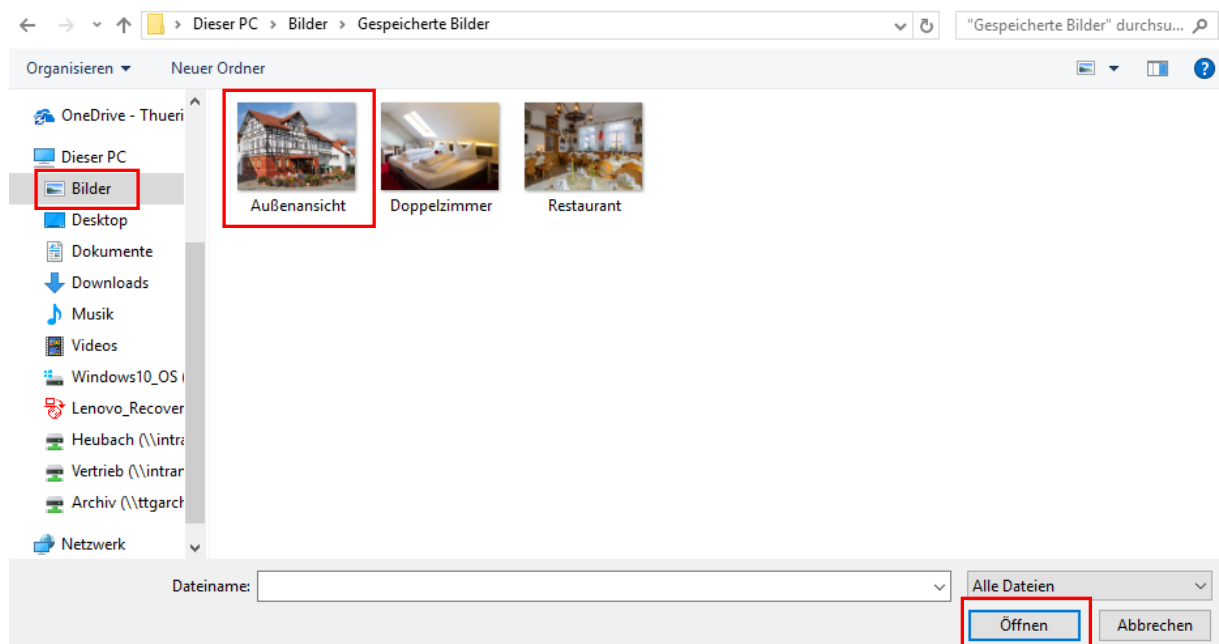 Dieser PC > Bilder > Gespeicherte Bilder
"Gespeicherte Bilder" durchsu...
Organisieren
Neuer Ordner
OneDrive - Thueri
Dieser PC
Bilder
Desktop
Dokumente
Downloads
Musik
Videos
Windows10_OS (
Lenovo_Recover
Heubach (\\intra
Vertrieb (\\intran
Archiv (\\ttgarch
Netzwerk
Außenansicht
Doppelzimmer
Restaurant
Dateiname:
Alle Dateien
Öffnen
Abbrechen